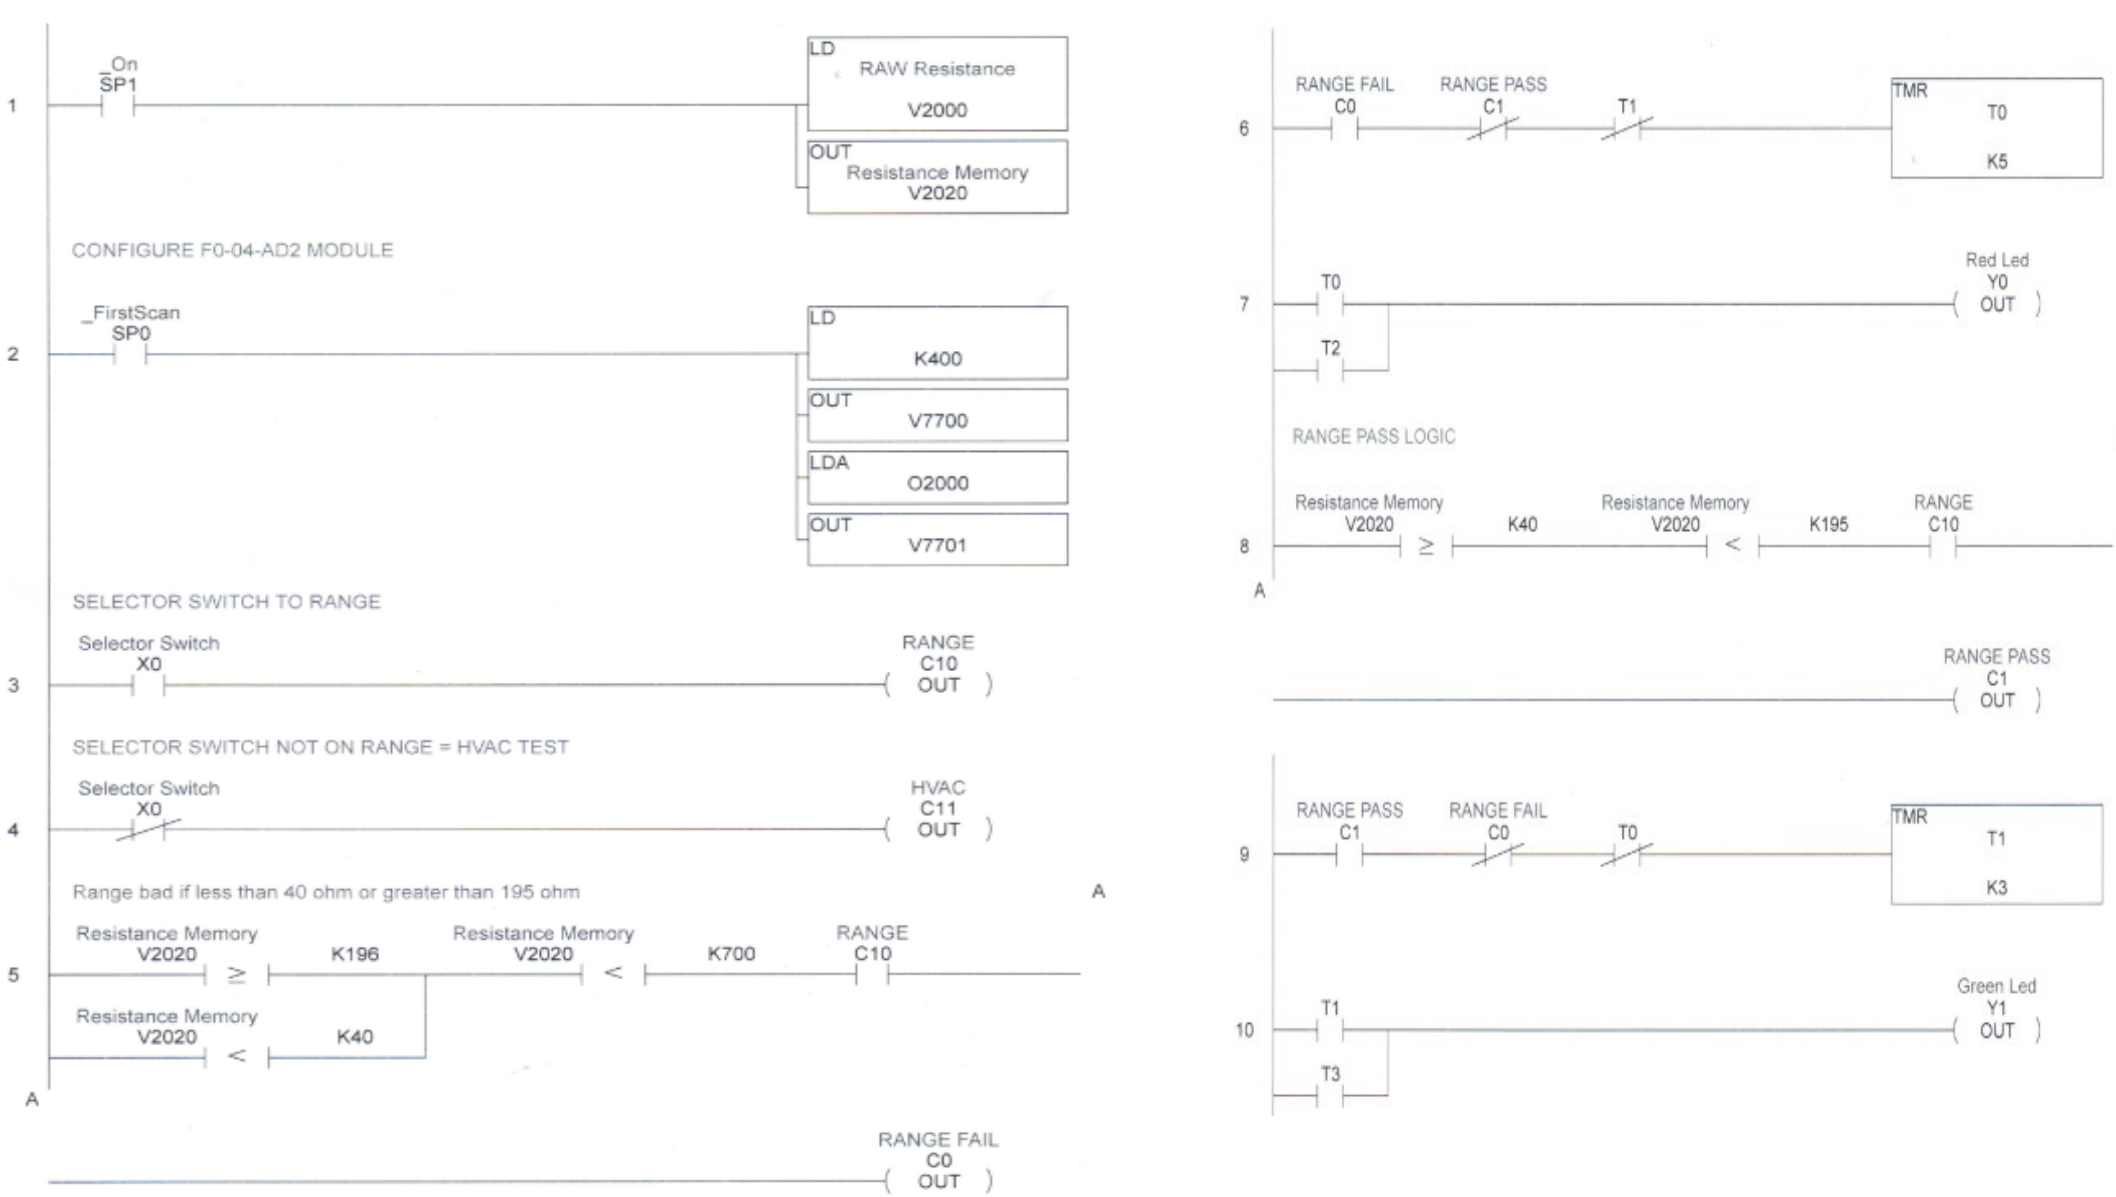 _On
SP1
1
LD
RAW Resistance
V2000
OUT
Resistance Memory
V2020
CONFIGURE F0-04-AD2 MODULE
_FirstScan
SP0
2
LD
K400
OUT
V7700
LDA
O2000
OUT
V7701
SELECTOR SWITCH TO RANGE
Selector Switch
X0
RANGE
C10
3
( OUT )
SELECTOR SWITCH NOT ON RANGE = HVAC TEST
Selector Switch
X0
HVAC
C11
4
( OUT )
Range bad if less than 40 ohm or greater than 195 ohm
A
Resistance Memory
V2020
≥
K196
Resistance Memory
V2020
<
K700
RANGE
C10
5
Resistance Memory
V2020
<
K40
A
RANGE FAIL
C0
( OUT )
RANGE FAIL
C0
RANGE PASS
C1
T1
6
TMR
T0
K5
T0
7
Red Led
Y0
( OUT )
T2
RANGE PASS LOGIC
Resistance Memory
V2020
≥
K40
Resistance Memory
V2020
<
K195
RANGE
C10
8
A
RANGE PASS
C1
( OUT )
RANGE PASS
C1
RANGE FAIL
C0
T0
9
TMR
T1
K3
T1
10
Green Led
Y1
( OUT )
T3